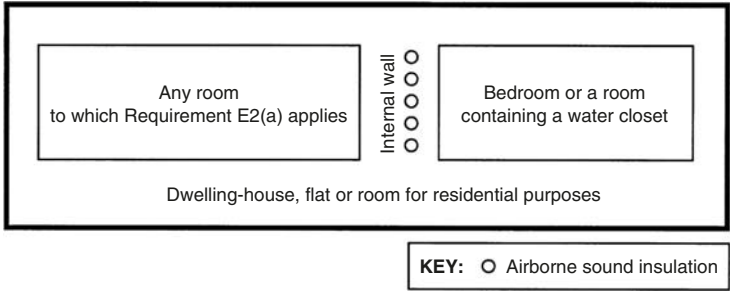 Any room
to which Requirement E2(a) applies
Internal wall
Bedroom or a room
containing a water closet
Dwelling-house, flat or room for residential purposes
KEY: O Airborne sound insulation